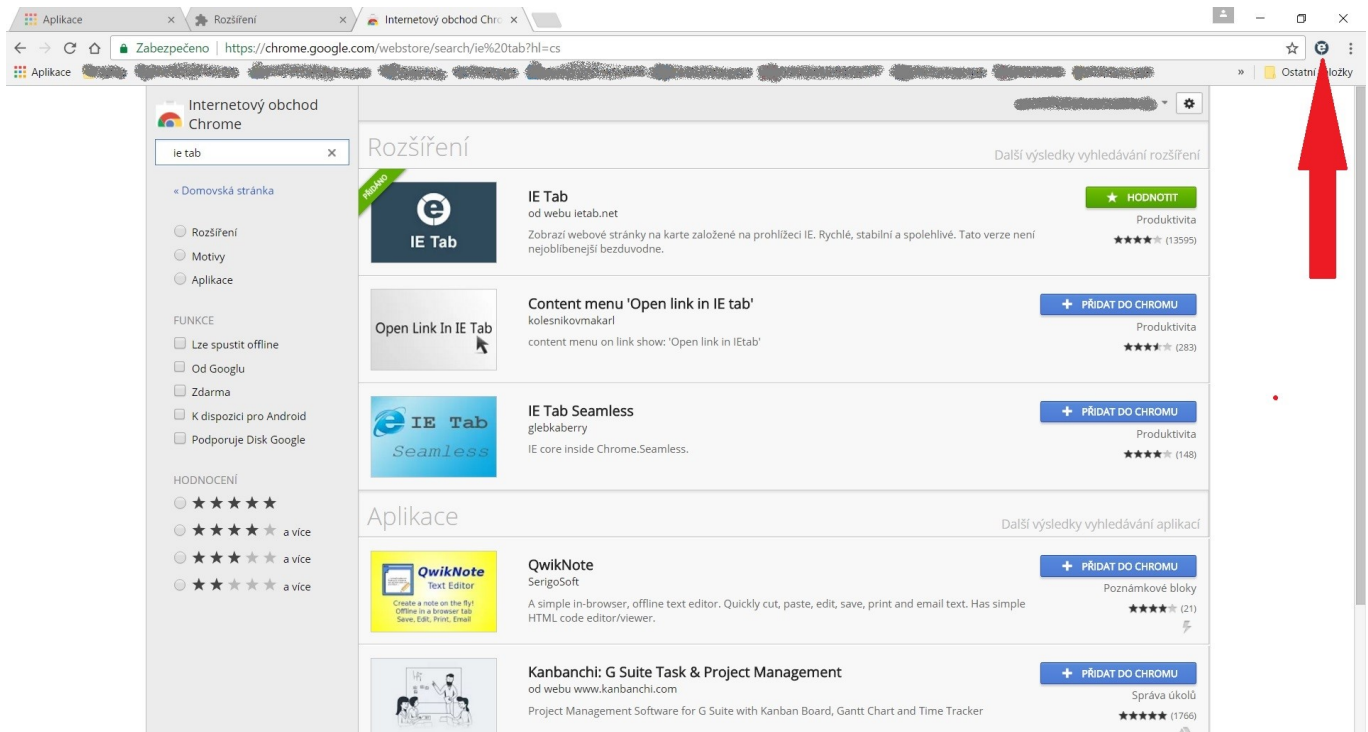 Aplikace
Rozšíření
Internetový obchod Chro
Zabezpečeno | https://chrome.google.com/webstore/search/ie%20tab?hl=cs
Aplikace
» Ostatní záložky
Internetový obchod
Chrome
ie tab
« Domovská stránka
Rozšíření
Motivy
Aplikace
FUNKCE
Lze spustit offline
Od Googlu
Zdarma
K dispozici pro Android
Podporuje Disk Google
HODNOCENÍ
a více
a více
a více
Rozšíření
Další výsledky vyhledávání rozšíření
PŘIDÁNO
IE Tab
IE Tab
od webu ietab.net
Zobrazí webové stránky na karte založené na prohlížeci IE. Rychlé, stabilní a spolehlivé. Tato verze není
nejoblíbenejší bezduvodne.
HODNOTIT
Produktivita
(13595)
Open Link In IE Tab
Content menu 'Open link in IE tab'
kolesnikovmakarl
content menu on link show: 'Open link in IEtab'
+ PŘIDAT DO CHROMU
Produktivita
(283)
IE Tab
Seamless
IE Tab Seamless
glebkaberry
IE core inside Chrome.Seamless.
+ PŘIDAT DO CHROMU
Produktivita
(148)
Aplikace
Další výsledky vyhledávání aplikací
QwikNote
Text Editor
Create a note on the fly!
Offline in a browser tab
Save, Edit, Print, Email
QwikNote
SerigoSoft
A simple in-browser, offline text editor. Quickly cut, paste, edit, save, print and email text. Has simple
HTML code editor/viewer.
+ PŘIDAT DO CHROMU
Poznámkové bloky
(21)
Kanbanchi: G Suite Task & Project Management
od webu www.kanbanchi.com
Project Management Software for G Suite with Kanban Board, Gantt Chart and Time Tracker
+ PŘIDAT DO CHROMU
Správa úkolů
(1766)